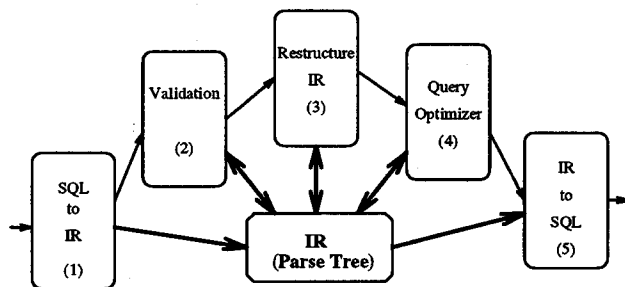 SQL
to
IR
(1)
Validation
(2)
Restructure
IR
(3)
Query
Optimizer
(4)
IR
to
SQL
(5)
IR
(Parse Tree)